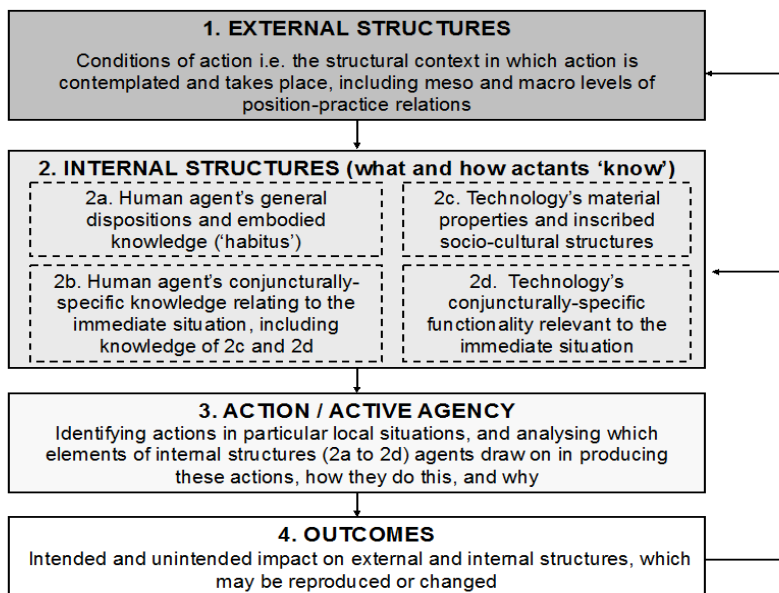 1. EXTERNAL STRUCTURES
Conditions of action i.e. the structural context in which action is
contemplated and takes place, including meso and macro levels of
position-practice relations
2. INTERNAL STRUCTURES (what and how actants ‘know’)
2a. Human agent’s general
dispositions and embodied
knowledge (‘habitus’)
2c. Technology’s material
properties and inscribed
socio-cultural structures
2b. Human agent’s conjuncturally-
specific knowledge relating to the
immediate situation, including
knowledge of 2c and 2d
2d. Technology’s
conjuncturally-specific
functionality relevant to the
immediate situation
3. ACTION / ACTIVE AGENCY
Identifying actions in particular local situations, and analysing which
elements of internal structures (2a to 2d) agents draw on in producing
these actions, how they do this, and why
4. OUTCOMES
Intended and unintended impact on external and internal structures, which
may be reproduced or changed